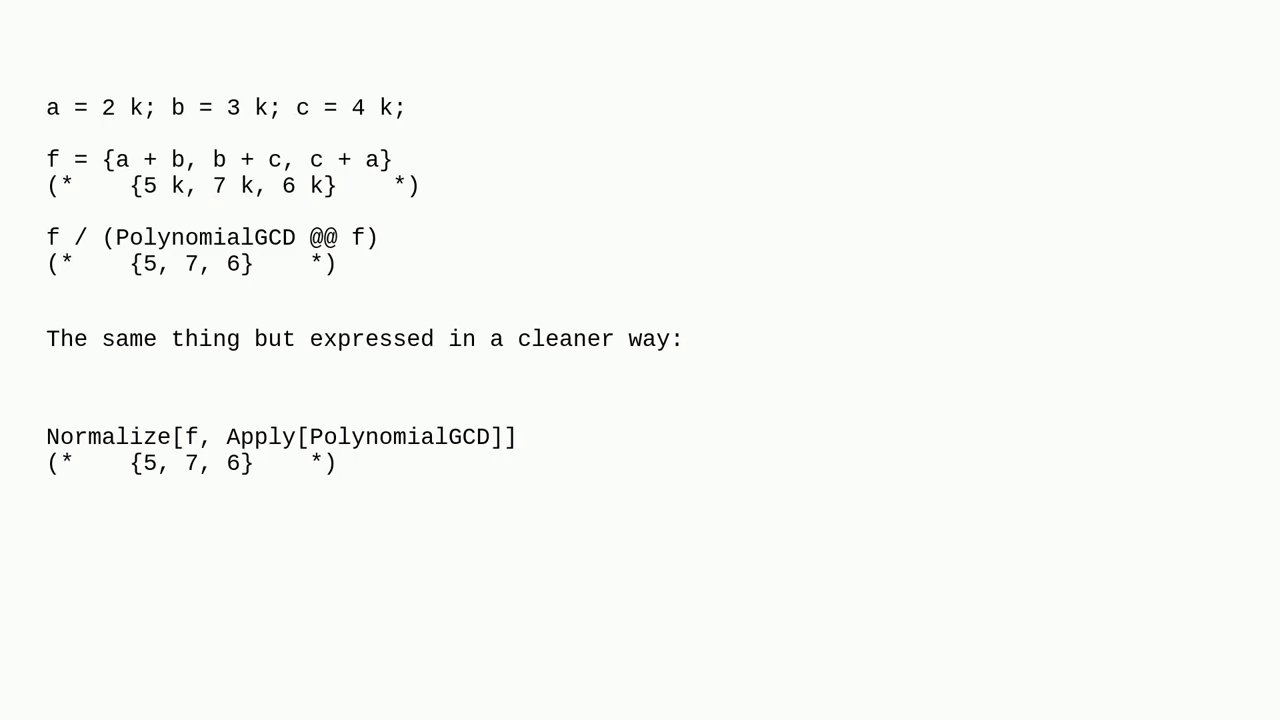 a = 2 k; b = 3 k; c = 4 k;
f = {a + b, b + c, c + a}
(*    {5 k, 7 k, 6 k}    *)
f / (PolynomialGCD @@ f)
(*    {5, 7, 6}    *)
The same thing but expressed in a cleaner way:
Normalize[f, Apply[PolynomialGCD]]
(*    {5, 7, 6}    *)